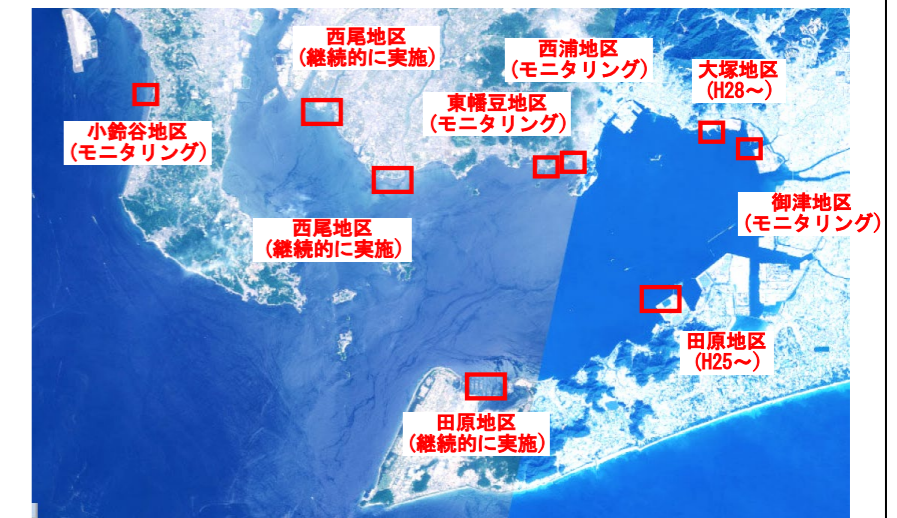 西尾地区
(継続的に実施)
西浦地区
(モニタリング)
大塚地区
(H28～)
東幡豆地区
(モニタリング)
小鈴谷地区
(モニタリング)
御津地区
(モニタリング)
西尾地区
(継続的に実施)
田原地区
(H25～)
田原地区
(継続的に実施)